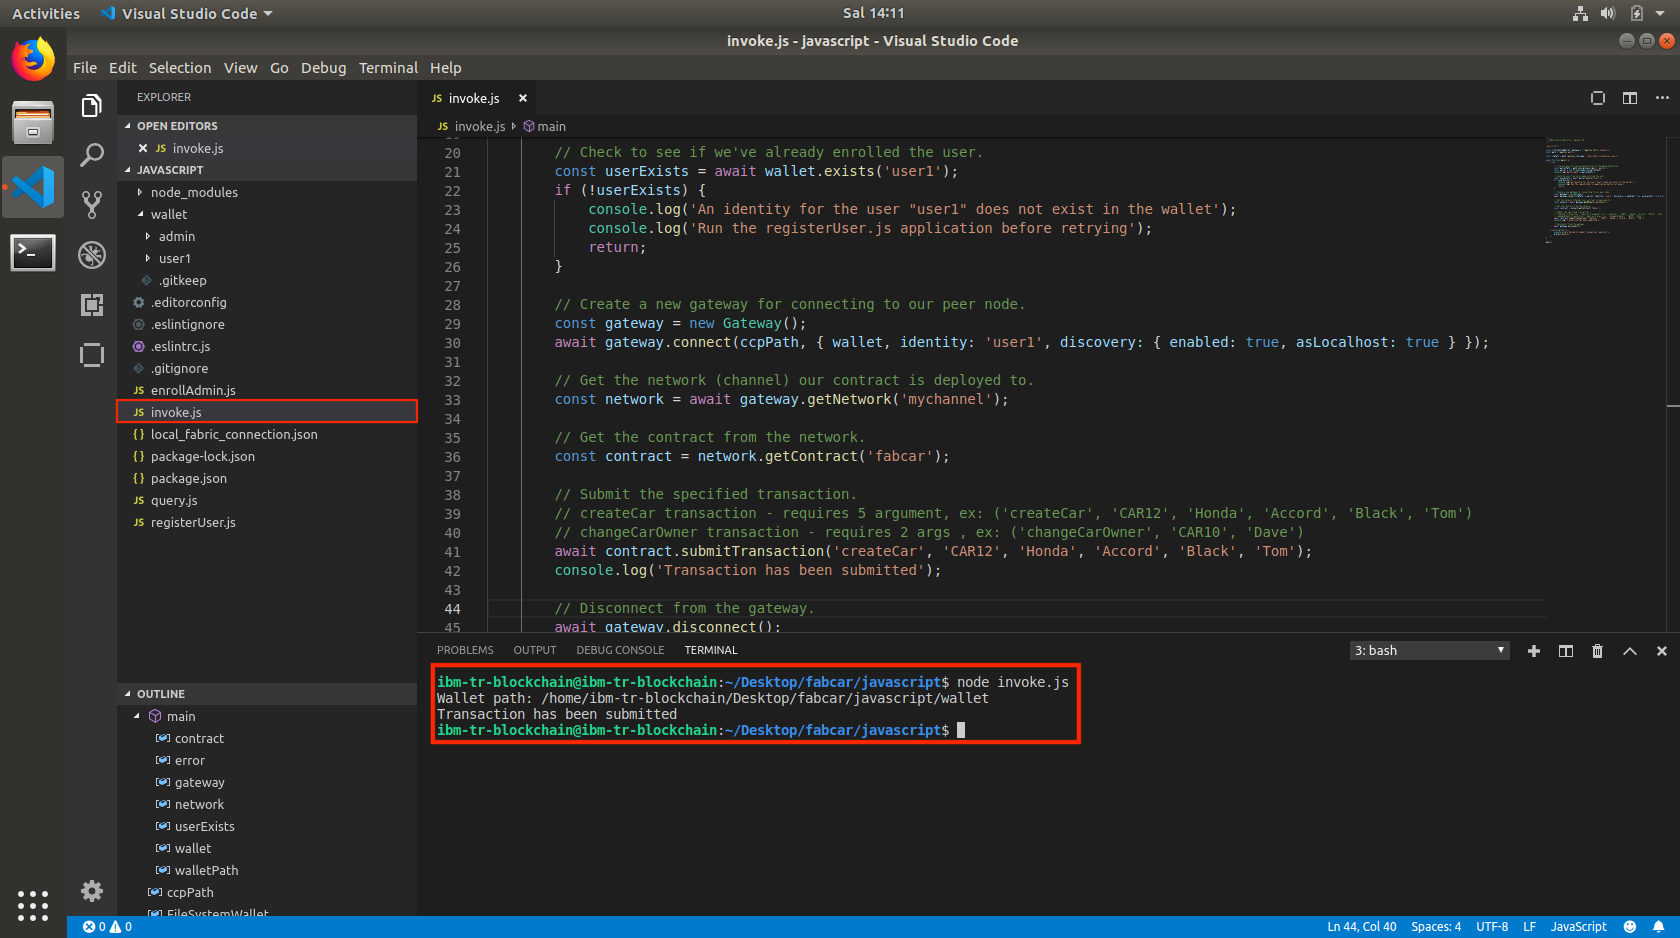 Activities Visual Studio Code Sal 14:11
invoke.js - javascript - Visual Studio Code
File Edit Selection View Go Debug Terminal Help
EXPLORER
OPEN EDITORS
JS invoke.js
JAVASCRIPT
node_modules
wallet
admin
user1
.gitkeep
.editorconfig
.eslintignore
.eslintrc.js
.gitignore
JS enrollAdmin.js
JS invoke.js
{ } local_fabric_connection.json
{ } package-lock.json
{ } package.json
JS query.js
JS registerUser.js
OUTLINE
main
contract
error
gateway
network
userExists
wallet
walletPath
ccpPath
FileSystemWallet
JS invoke.js
JS invoke.js main
20 // Check to see if we've already enrolled the user.
21 const userExists = await wallet.exists('user1');
22 if (!userExists) {
23 console.log('An identity for the user "user1" does not exist in the wallet');
24 console.log('Run the registerUser.js application before retrying');
25 return;
26 }
27
28 // Create a new gateway for connecting to our peer node.
29 const gateway = new Gateway();
30 await gateway.connect(ccpPath, { wallet, identity: 'user1', discovery: { enabled: true, asLocalhost: true } });
31
32 // Get the network (channel) our contract is deployed to.
33 const network = await gateway.getNetwork('mychannel');
34
35 // Get the contract from the network.
36 const contract = network.getContract('fabcar');
37
38 // Submit the specified transaction.
39 // createCar transaction - requires 5 argument, ex: ('createCar', 'CAR12', 'Honda', 'Accord', 'Black', 'Tom')
40 // changeCarOwner transaction - requires 2 args , ex: ('changeCarOwner', 'CAR10', 'Dave')
41 await contract.submitTransaction('createCar', 'CAR12', 'Honda', 'Accord', 'Black', 'Tom');
42 console.log('Transaction has been submitted');
43
44 // Disconnect from the gateway.
45 await gateway.disconnect();
PROBLEMS OUTPUT DEBUG CONSOLE TERMINAL 3: bash
ibm-tr-blockchain@ibm-tr-blockchain:~/Desktop/fabcar/javascript$ node invoke.js
Wallet path: /home/ibm-tr-blockchain/Desktop/fabcar/javascript/wallet
Transaction has been submitted
ibm-tr-blockchain@ibm-tr-blockchain:~/Desktop/fabcar/javascript$
0 0 Ln 44, Col 40 Spaces: 4 UTF-8 LF JavaScript